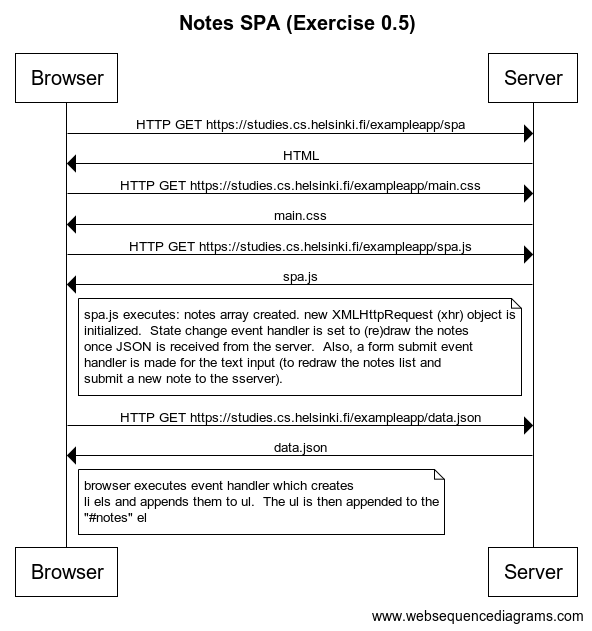 Notes SPA (Exercise 0.5)
Browser
Server
HTTP GET https://studies.cs.helsinki.fi/exampleapp/spa
HTML
HTTP GET https://studies.cs.helsinki.fi/exampleapp/main.css
main.css
HTTP GET https://studies.cs.helsinki.fi/exampleapp/spa.js
spa.js
spa.js executes: notes array created. new XMLHttpRequest (xhr) object is
initialized.  State change event handler is set to (re)draw the notes
once JSON is received from the server.  Also, a form submit event
handler is made for the text input (to redraw the notes list and
submit a new note to the sserver).
HTTP GET https://studies.cs.helsinki.fi/exampleapp/data.json
data.json
browser executes event handler which creates
li els and appends them to ul.  The ul is then appended to the
"#notes" el
Browser
Server
www.websequencediagrams.com